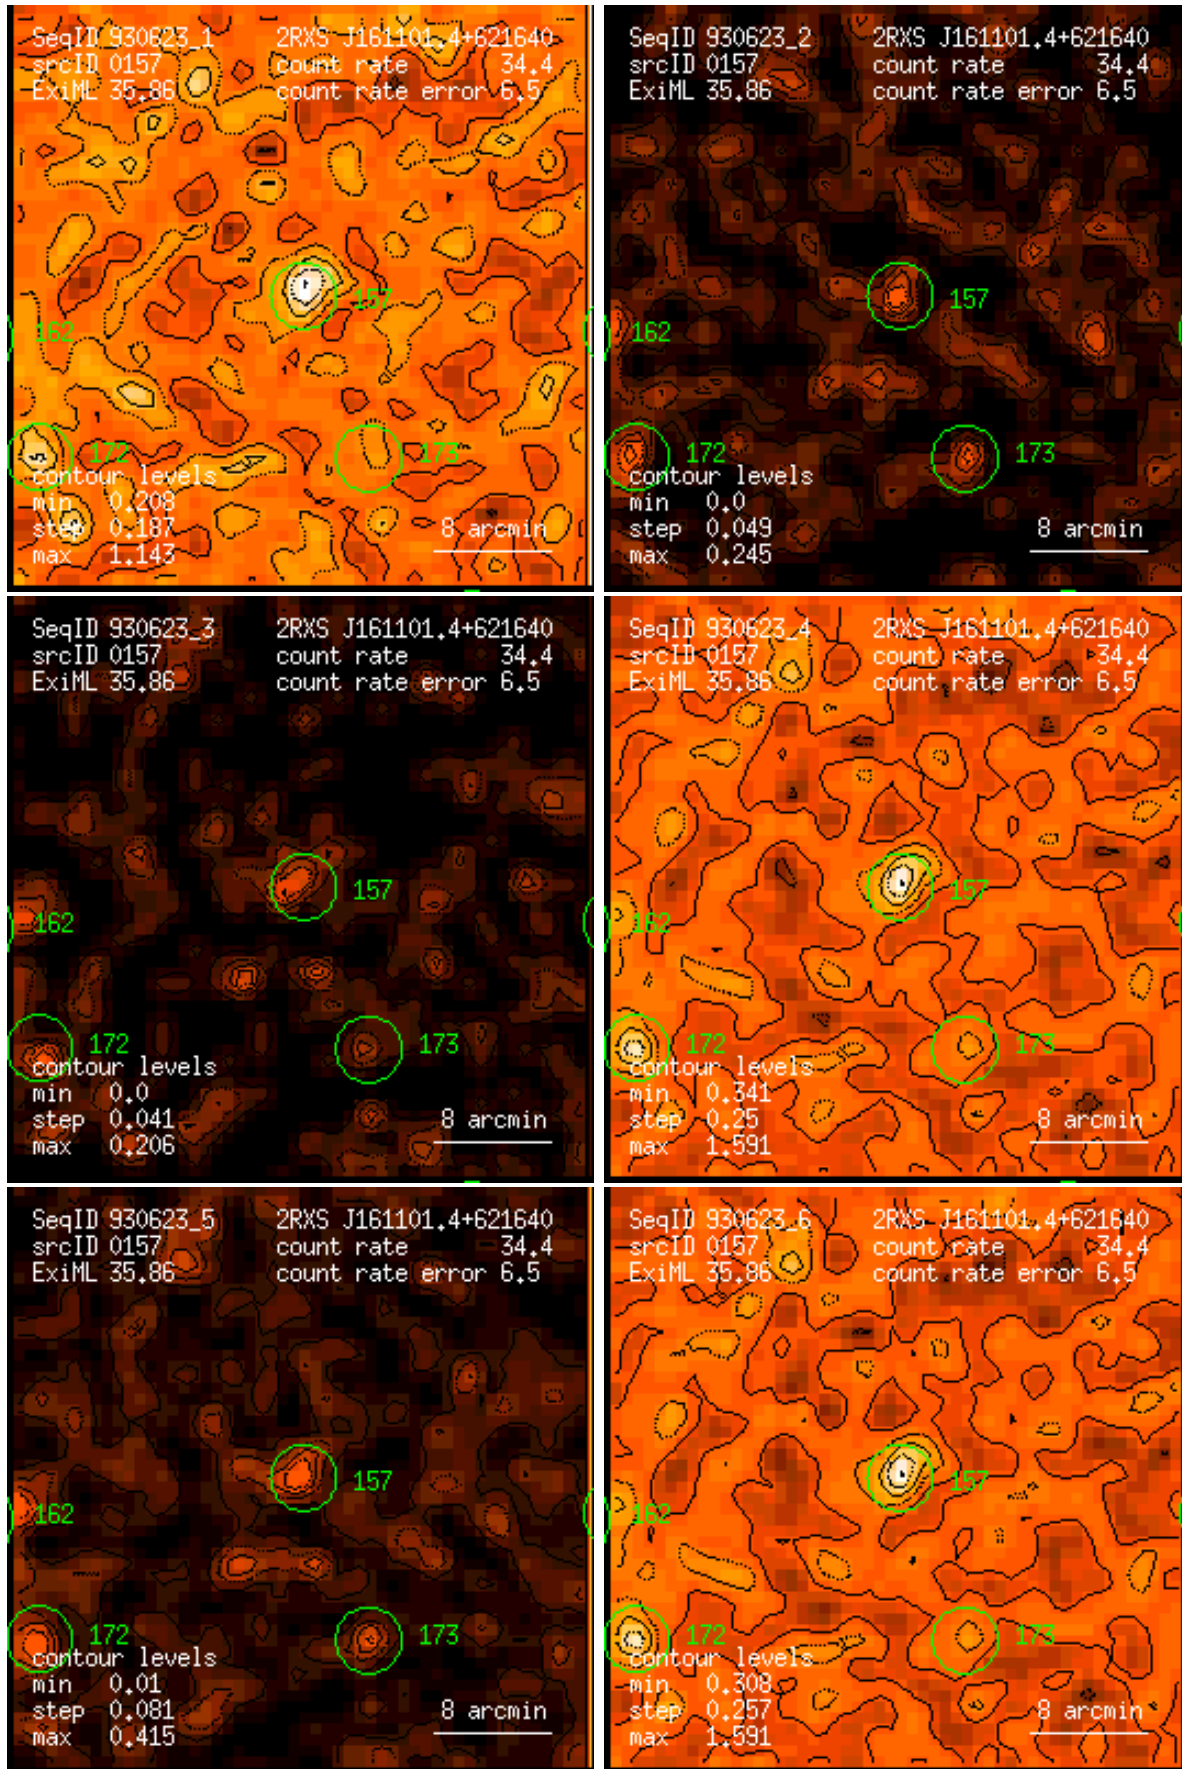 SeqID 930623_1 2RXS J161101.4+621640
srcID 0157 count rate 34.4
ExiML 35.86 count rate error 6.5
157
162
172 173
contour levels
min 0.208
step 0.187 8 arcmin
max 1.143
SeqID 930623_2 2RXS J161101.4+621640
srcID 0157 count rate 34.4
ExiML 35.86 count rate error 6.5
157
162
172 173
contour levels
min 0.0
step 0.049 8 arcmin
max 0.245
SeqID 930623_3 2RXS J161101.4+621640
srcID 0157 count rate 34.4
ExiML 35.86 count rate error 6.5
157
162
172 173
contour levels
min 0.0
step 0.041 8 arcmin
max 0.206
SeqID 930623_4 2RXS J161101.4+621640
srcID 0157 count rate 34.4
ExiML 35.86 count rate error 6.5
157
162
172 173
contour levels
min 0.341
step 0.25 8 arcmin
max 1.591
SeqID 930623_5 2RXS J161101.4+621640
srcID 0157 count rate 34.4
ExiML 35.86 count rate error 6.5
157
162
172 173
contour levels
min 0.01
step 0.081 8 arcmin
max 0.415
SeqID 930623_6 2RXS J161101.4+621640
srcID 0157 count rate 34.4
ExiML 35.86 count rate error 6.5
157
162
172 173
contour levels
min 0.308
step 0.257 8 arcmin
max 1.591